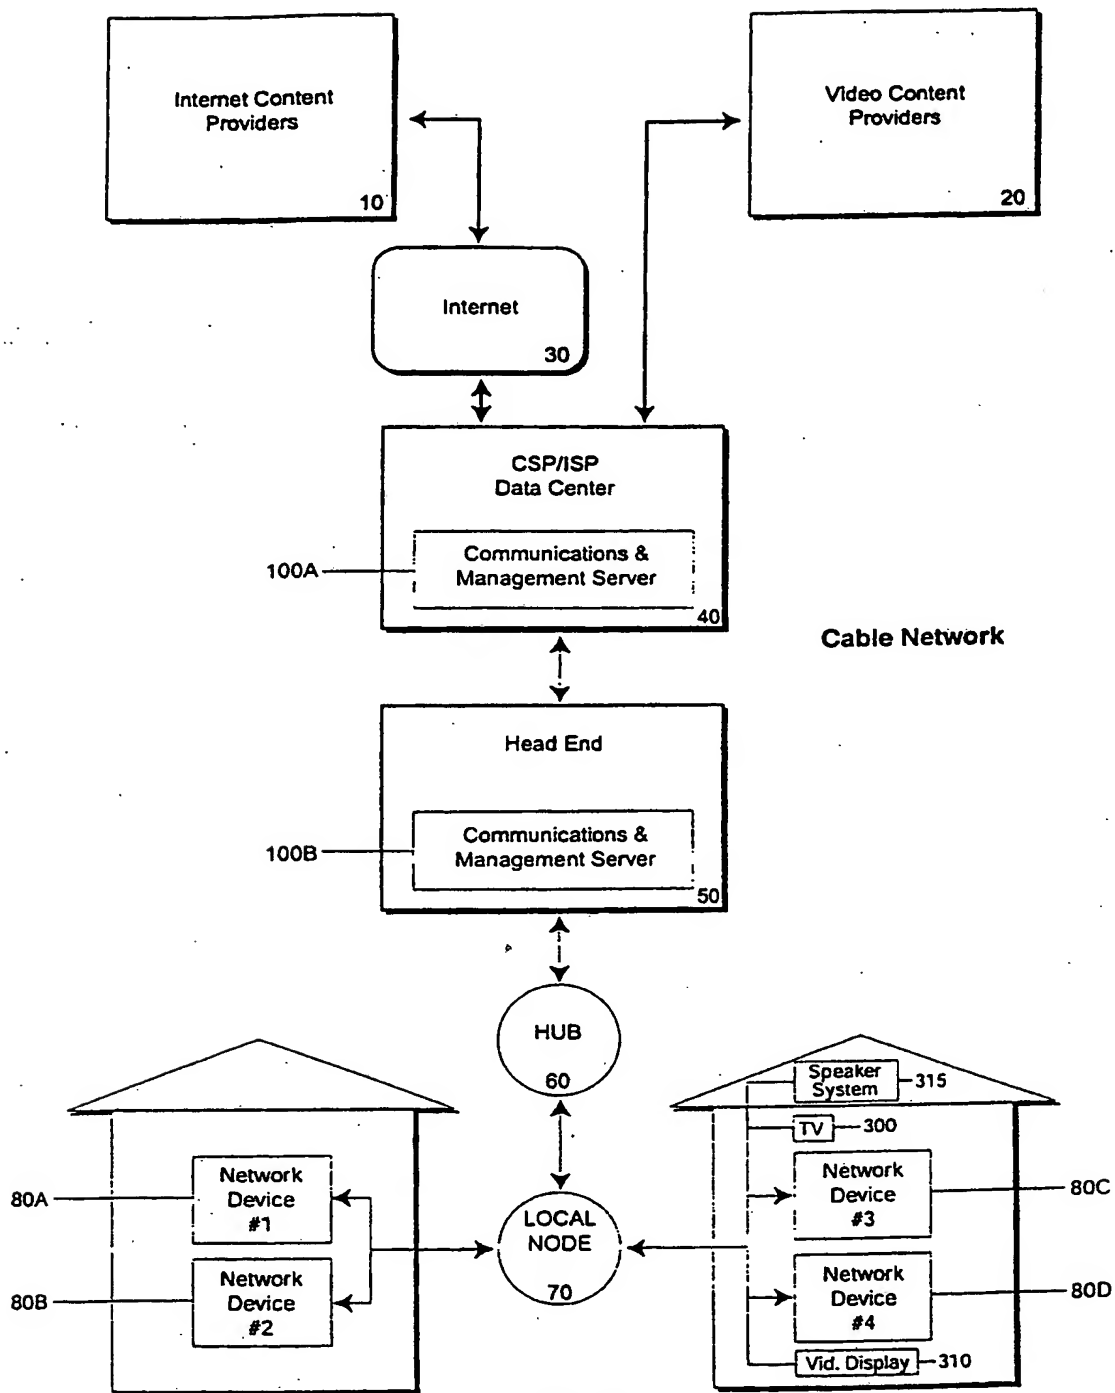 Internet Content
Providers
10
Video Content
Providers
20
Internet
30
CSP/ISP
Data Center
100A
Communications &
Management Server
40
Cable Network
Head End
100B
Communications &
Management Server
50
HUB
60
Speaker
System
315
TV
300
80A
Network
Device
#1
80B
Network
Device
#2
LOCAL
NODE
70
Network
Device
#3
80C
Network
Device
#4
80D
Vid. Display
310